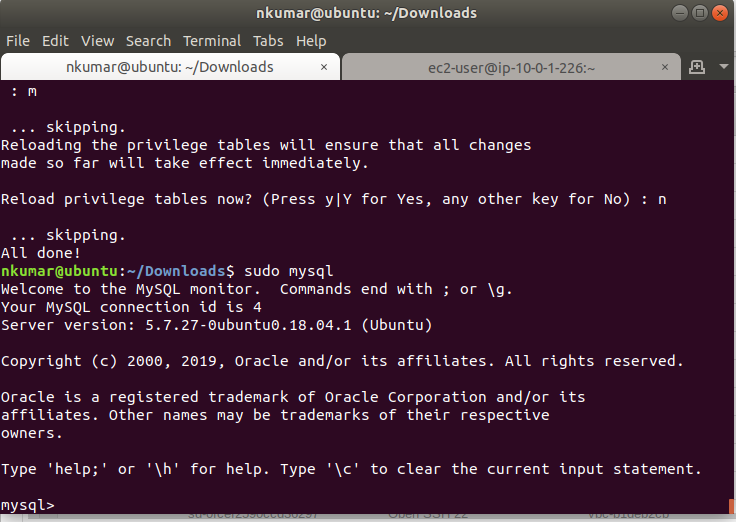 nkumar@ubuntu: ~/Downloads
File Edit View Search Terminal Tabs Help
nkumar@ubuntu: ~/Downloads × ec2-user@ip-10-0-1-226:~ ×
: m
... skipping.
Reloading the privilege tables will ensure that all changes
made so far will take effect immediately.
Reload privilege tables now? (Press y|Y for Yes, any other key for No) : n
... skipping.
All done!
nkumar@ubuntu:~/Downloads$ sudo mysql
Welcome to the MySQL monitor.  Commands end with ; or \g.
Your MySQL connection id is 4
Server version: 5.7.27-0ubuntu0.18.04.1 (Ubuntu)
Copyright (c) 2000, 2019, Oracle and/or its affiliates. All rights reserved.
Oracle is a registered trademark of Oracle Corporation and/or its
affiliates. Other names may be trademarks of their respective
owners.
Type 'help;' or '\h' for help. Type '\c' to clear the current input statement.
mysql>